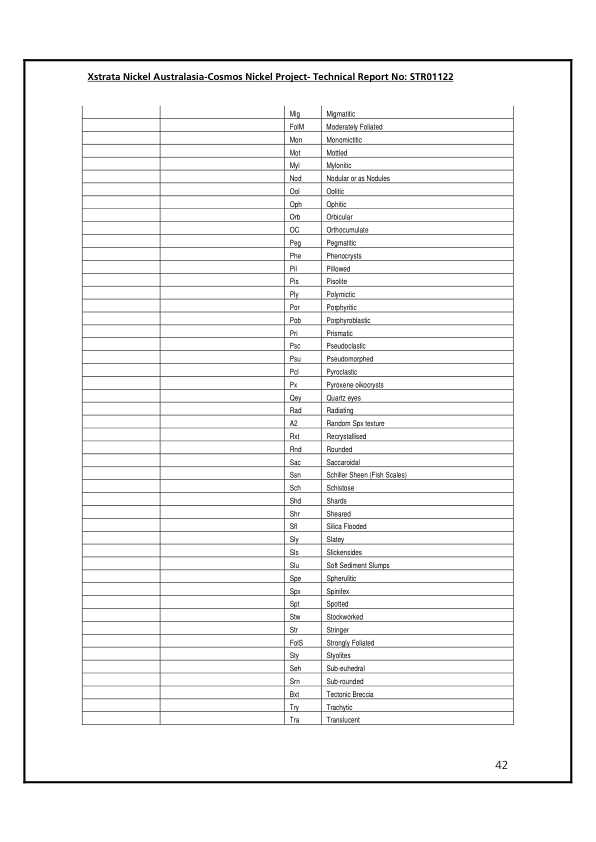 Xstrata Nickel Australasia-Cosmos Nickel Project- Technical Report No: STR01122
Mig Migmatitic
FolM Moderately Foliated
Mon Monomictitic
Mot Mottled
Myl Mylonitic
Nod Nodular or as Nodules
Ool Oolitic
Oph Ophitic
Orb Orbicular
OC Orthocumulate
Peg Pegmatitic
Phe Phenocrysts
Pil Pillowed
Pis Pisolite
Ply Polymictic
Por Porphyritic
Pob Porphyroblastic
Pri Prismatic
Psc Pseudoclastic
Psu Pseudomorphed
Pcl Pyroclastic
Px Pyroxene oikocrysts
Qey Quartz eyes
Rad Radiating
A2 Random Spx texture
Rxt Recrystallised
Rnd Rounded
Sac Saccaroidal
Ssn Schiller Sheen (Fish Scales)
Sch Schistose
Shd Shards
Shr Sheared
Sfl Silica Flooded
Sly Slatey
Sls Slickensides
Slu Soft Sediment Slumps
Spe Spherulitic
Spx Spinifex
Spt Spotted
Stw Stockworked
Str Stringer
FolS Strongly Foliated
Sty Styolites
Seh Sub-euhedral
Srn Sub-rounded
Bxt Tectonic Breccia
Try Trachytic
Tra Translucent
42